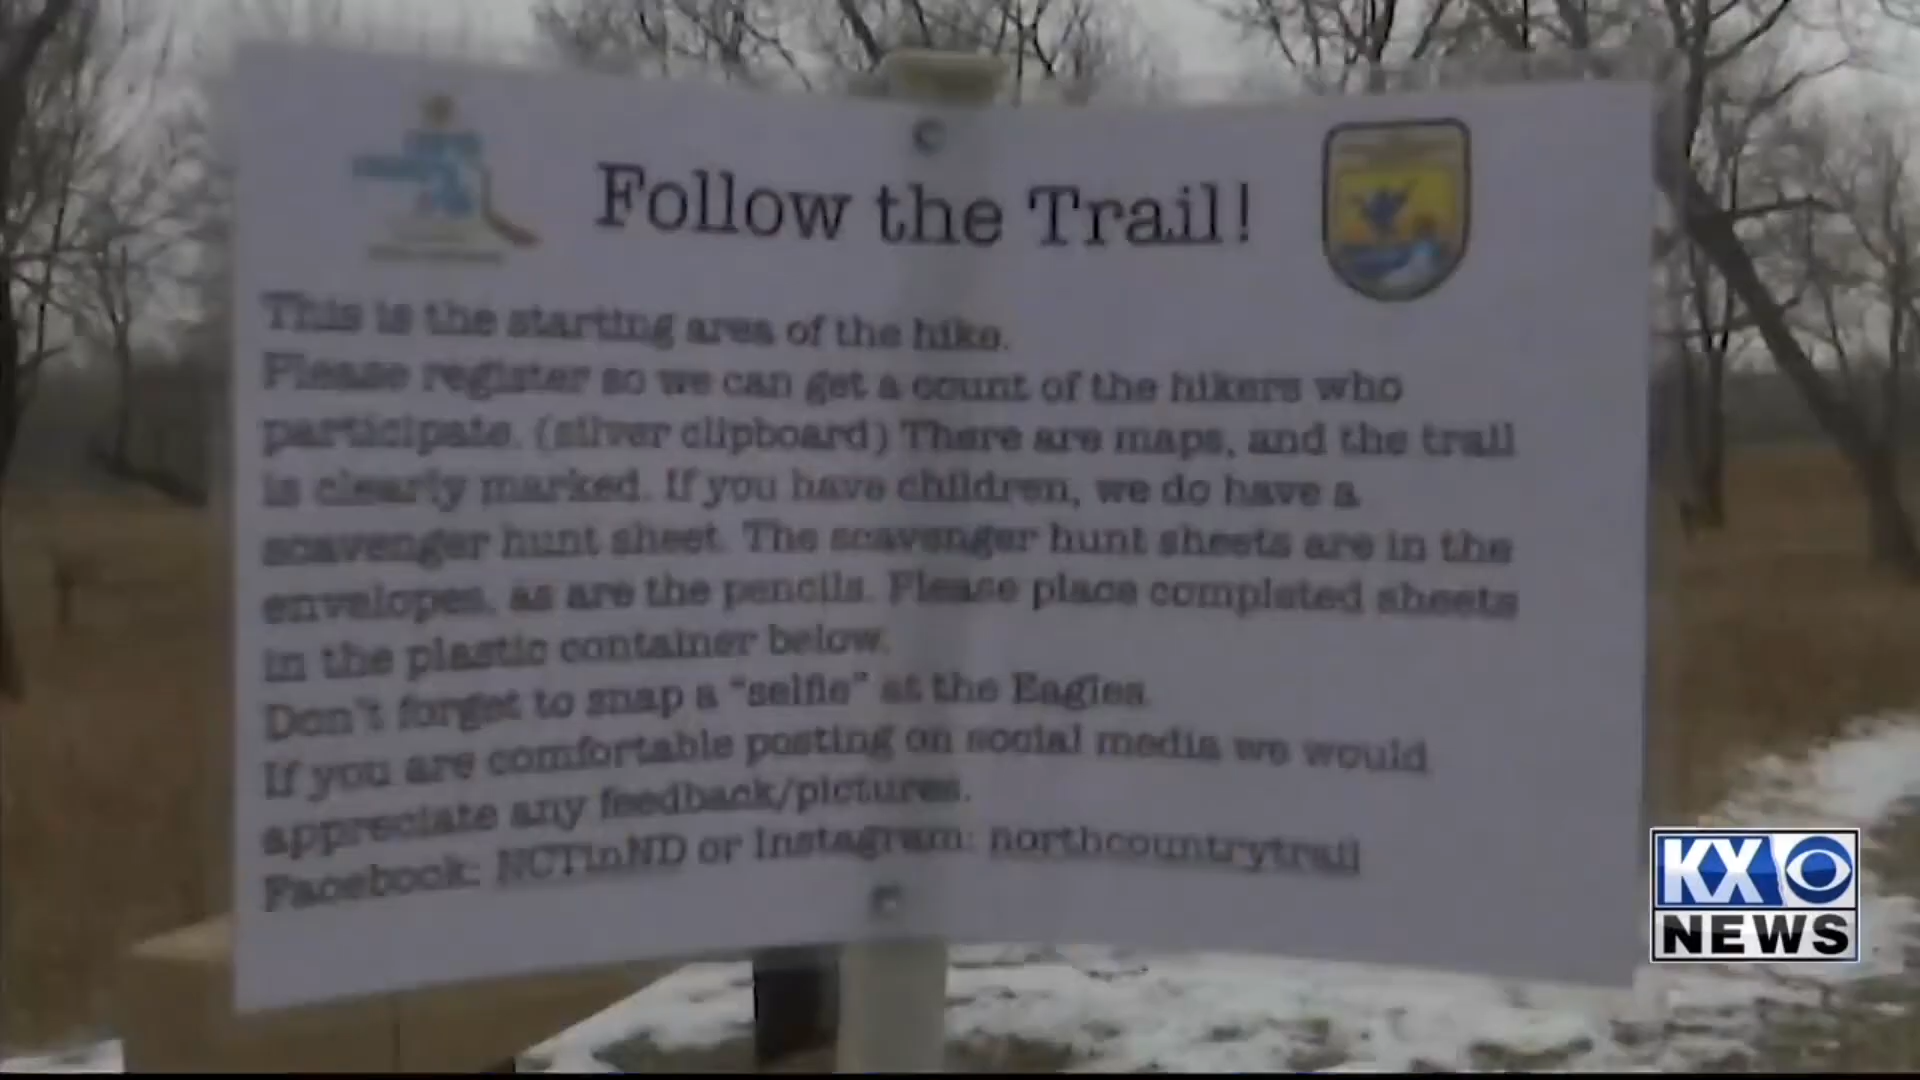 Follow the Trail!
This is the starting area of the hike.
Please register so we can get a count of the hikers who
participate. (silver clipboard) There are maps, and the trail
is clearly marked. If you have children, we do have a
scavenger hunt sheet. The scavenger hunt sheets are in the
envelopes, as are the pencils. Please place completed sheets
in the plastic container below.
Don't forget to snap a "selfie" at the Eagles.
If you are comfortable posting on social media we would
appreciate any feedback/pictures.
Facebook: NCTinND or Instagram: northcountrytrail
KX
NEWS